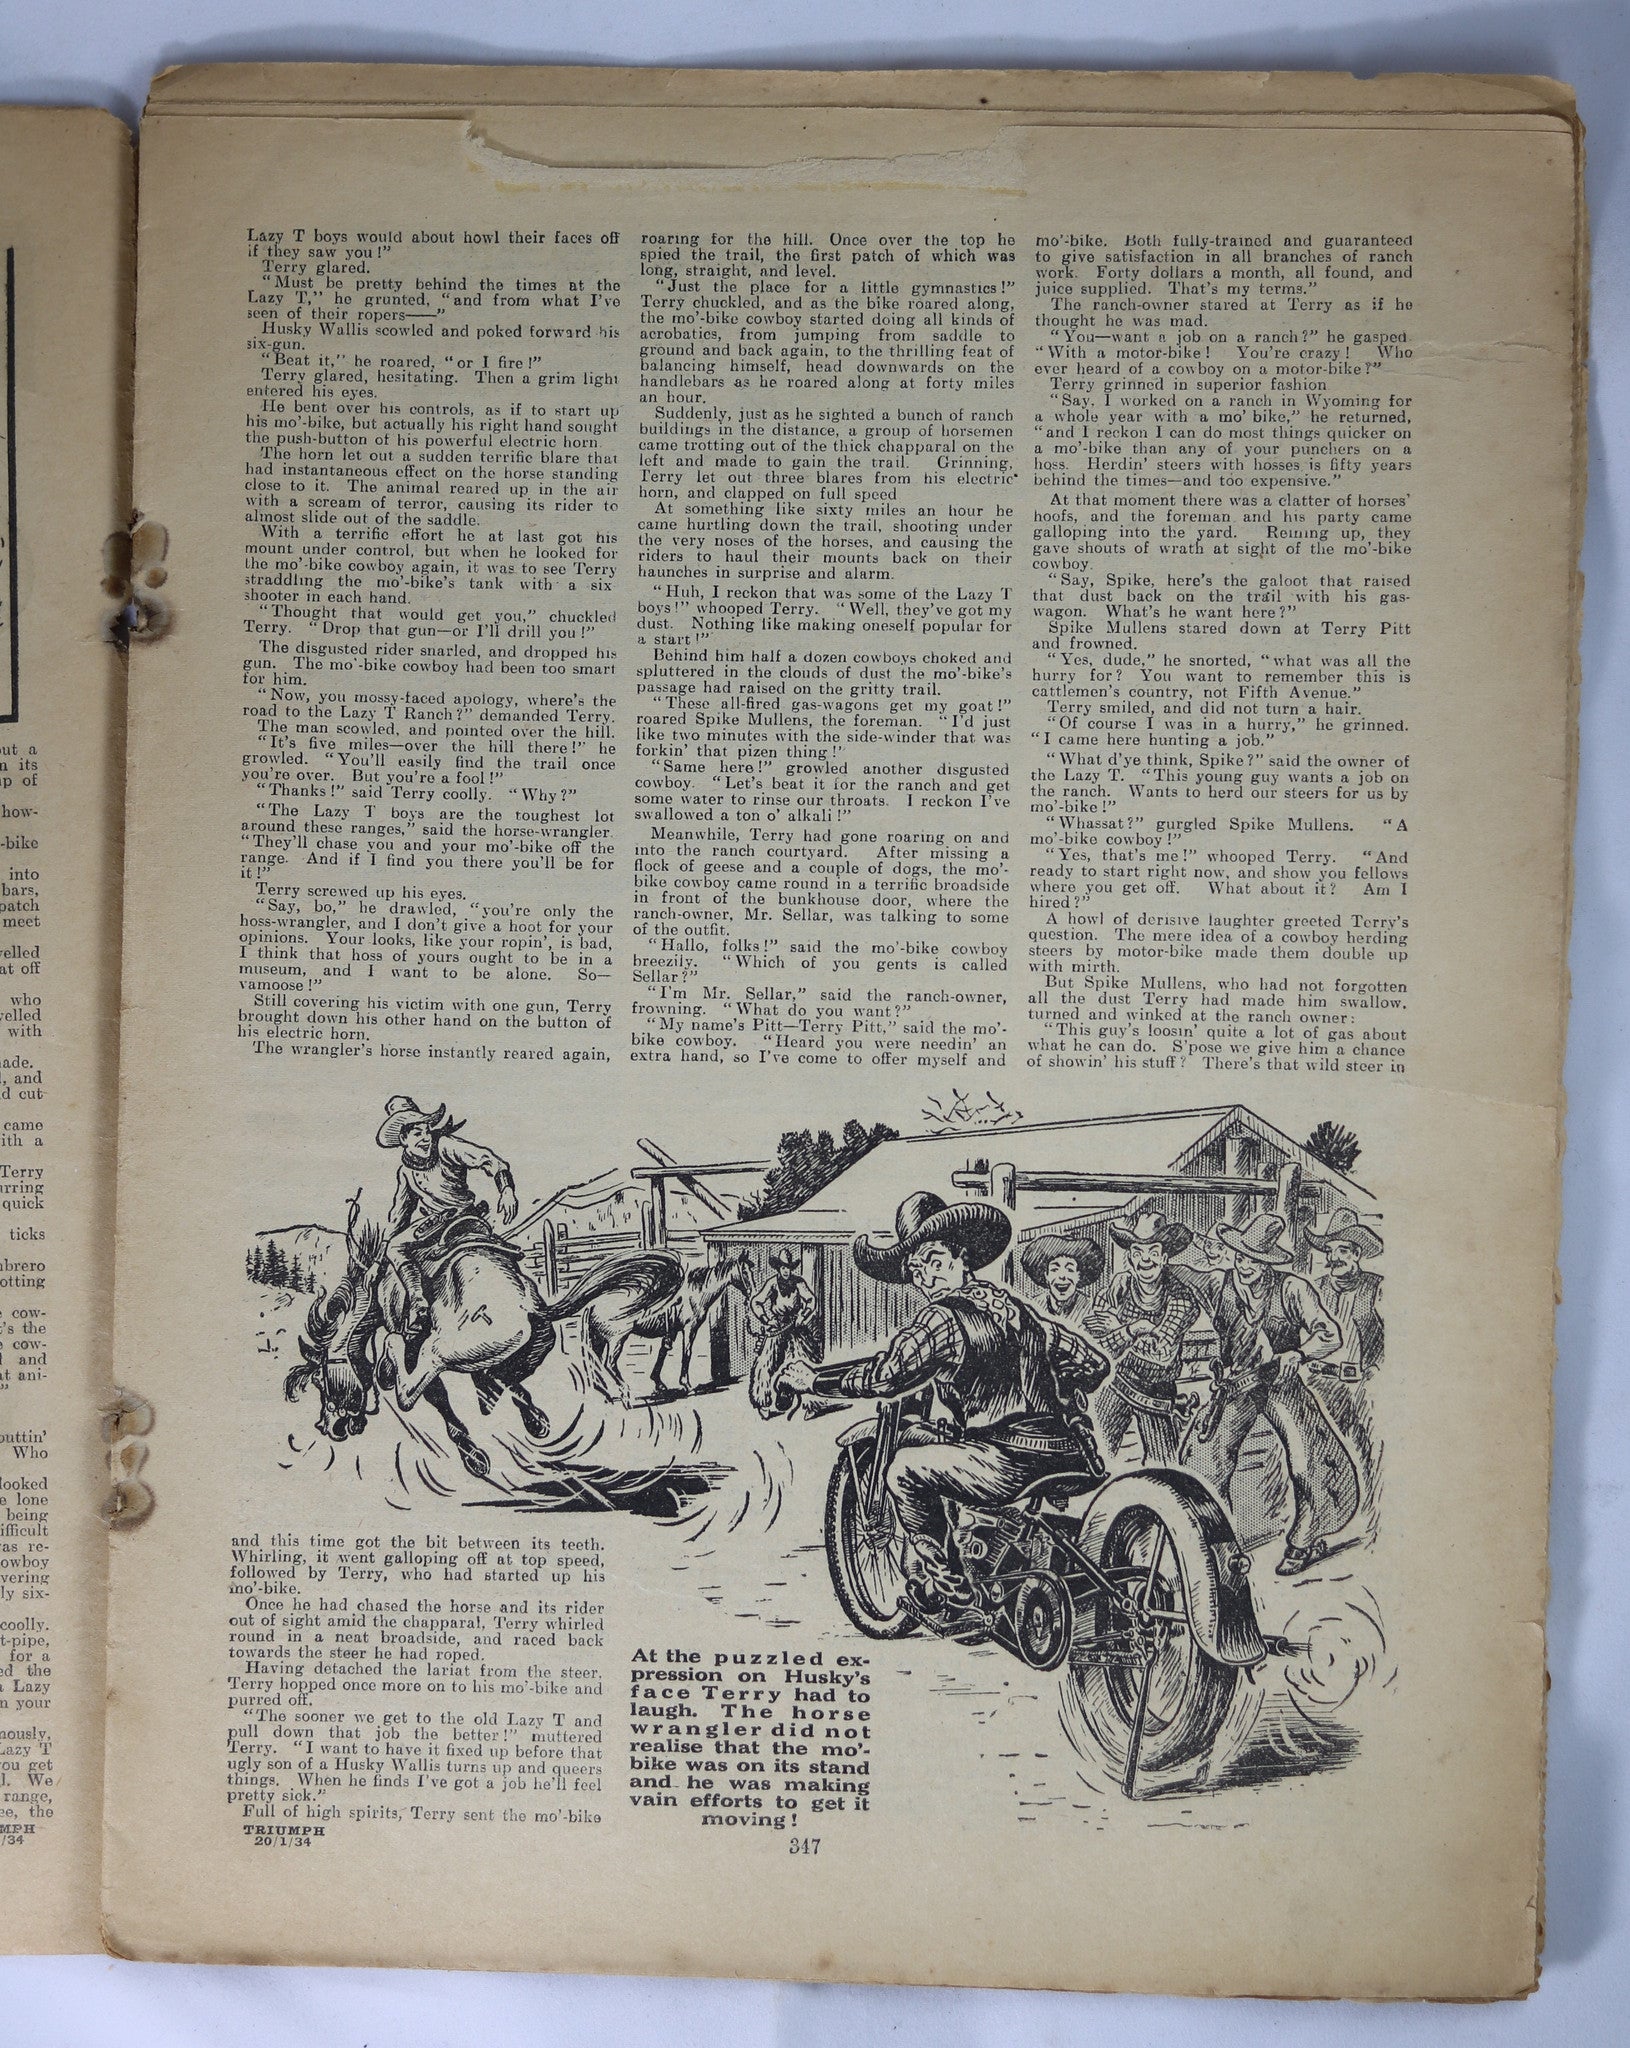 out a
n its
p of
how-
-bike
into
bars,
patch
meet
velled
at off
who
velled
with
made.
l, and
d cut
came
ith a
Terry
urring
quick
ticks
mbrero
otting
e cow-
's the
e cow-
l and
at ani-
"
puttin'
Who
looked
e lone
being
ifficult
as re-
owboy
vering
ly six-
coolly.
t-pipe,
for a
ed the
a Lazy
n your
mously,
Lazy T
ou get
l. We
range,
ee, the
MPH
/34
Lazy T boys would about howl their faces off
if they saw you!"
Terry glared.
"Must be pretty behind the times at the
Lazy T," he grunted, "and from what I've
seen of their ropers——"
Husky Wallis scowled and poked forward his
six-gun.
"Beat it," he roared, "or I fire!"
Terry glared, hesitating. Then a grim light
entered his eyes.
He bent over his controls, as if to start up
his mo'-bike, but actually his right hand sought
the push-button of his powerful electric horn.
The horn let out a sudden terrific blare that
had instantaneous effect on the horse standing
close to it. The animal reared up in the air
with a scream of terror, causing its rider to
almost slide out of the saddle.
With a terrific effort he at last got his
mount under control, but when he looked for
the mo'-bike cowboy again, it was to see Terry
straddling the mo'-bike's tank with a six
shooter in each hand.
"Thought that would get you," chuckled
Terry. "Drop that gun—or I'll drill you!"
The disgusted rider snarled, and dropped his
gun. The mo'-bike cowboy had been too smart
for him.
"Now, you mossy-faced apology, where's the
road to the Lazy T Ranch?" demanded Terry.
The man scowled, and pointed over the hill.
"It's five miles—over the hill there!" he
growled. "You'll easily find the trail once
you're over. But you're a fool!"
"Thanks!" said Terry coolly. "Why?"
"The Lazy T boys are the toughest lot
around these ranges," said the horse-wrangler.
"They'll chase you and your mo'-bike off the
range. And if I find you there you'll be for
it!"
Terry screwed up his eyes.
"Say, bo," he drawled, "you're only the
hoss-wrangler, and I don't give a hoot for your
opinions. Your looks, like your ropin', is bad,
I think that hoss of yours ought to be in a
museum, and I want to be alone. So—
vamoose!"
Still covering his victim with one gun, Terry
brought down his other hand on the button of
his electric horn.
The wrangler's horse instantly reared again,
and this time got the bit between its teeth.
Whirling, it went galloping off at top speed,
followed by Terry, who had started up his
mo'-bike.
Once he had chased the horse and its rider
out of sight amid the chapparal, Terry whirled
round in a neat broadside, and raced back
towards the steer he had roped.
Having detached the lariat from the steer,
Terry hopped once more on to his mo'-bike and
purred off.
"The sooner we get to the old Lazy T and
pull down that job the better!" muttered
Terry. "I want to have it fixed up before that
ugly son of a Husky Wallis turns up and queers
things. When he finds I've got a job he'll feel
pretty sick."
Full of high spirits, Terry sent the mo'-bike
roaring for the hill. Once over the top he
spied the trail, the first patch of which was
long, straight, and level.
"Just the place for a little gymnastics!"
Terry chuckled, and as the bike roared along,
the mo'-bike cowboy started doing all kinds of
acrobatics, from jumping from saddle to
ground and back again, to the thrilling feat of
balancing himself, head downwards on the
handlebars as he roared along at forty miles
an hour.
Suddenly, just as he sighted a bunch of ranch
buildings in the distance, a group of horsemen
came trotting out of the thick chapparal on the
left and made to gain the trail. Grinning,
Terry let out three blares from his electric
horn, and clapped on full speed
At something like sixty miles an hour he
came hurtling down the trail, shooting under
the very noses of the horses, and causing the
riders to haul their mounts back on their
haunches in surprise and alarm.
"Huh, I reckon that was some of the Lazy T
boys!" whooped Terry. "Well, they've got my
dust. Nothing like making oneself popular for
a start!"
Behind him half a dozen cowboys choked and
spluttered in the clouds of dust the mo'-bike's
passage had raised on the gritty trail.
"These all-fired gas-wagons get my goat!"
roared Spike Mullens, the foreman. "I'd just
like two minutes with the side-winder that was
forkin' that pizen thing!"
"Same here!" growled another disgusted
cowboy. "Let's beat it for the ranch and get
some water to rinse our throats. I reckon I've
swallowed a ton o' alkali!"
Meanwhile, Terry had gone roaring on and
into the ranch courtyard. After missing a
flock of geese and a couple of dogs, the mo'-
bike cowboy came round in a terrific broadside
in front of the bunkhouse door, where the
ranch-owner, Mr. Sellar, was talking to some
of the outfit.
"Hallo, folks!" said the mo'-bike cowboy
breezily. "Which of you gents is called
Sellar?"
"I'm Mr. Sellar," said the ranch-owner,
frowning. "What do you want?"
"My name's Pitt—Terry Pitt," said the mo'-
bike cowboy. "Heard you were needin' an
extra hand, so I've come to offer myself and
mo'-bike. Both fully-trained and guaranteed
to give satisfaction in all branches of ranch
work. Forty dollars a month, all found, and
juice supplied. That's my terms."
The ranch-owner stared at Terry as if he
thought he was mad.
"You—want a job on a ranch?" he gasped.
"With a motor-bike! You're crazy! Who
ever heard of a cowboy on a motor-bike?"
Terry grinned in superior fashion
"Say, I worked on a ranch in Wyoming for
a whole year with a mo' bike," he returned,
"and I reckon I can do most things quicker on
a mo'-bike than any of your punchers on a
hoss. Herdin' steers with hosses is fifty years
behind the times—and too expensive."
At that moment there was a clatter of horses'
hoofs, and the foreman and his party came
galloping into the yard. Reining up, they
gave shouts of wrath at sight of the mo'-bike
cowboy.
"Say, Spike, here's the galoot that raised
that dust back on the trail with his gas-
wagon. What's he want here?"
Spike Mullens stared down at Terry Pitt
and frowned.
"Yes, dude," he snorted, "what was all the
hurry for? You want to remember this is
cattlemen's country, not Fifth Avenue."
Terry smiled, and did not turn a hair.
"Of course I was in a hurry," he grinned.
"I came here hunting a job."
"What d'ye think, Spike?" said the owner of
the Lazy T. "This young guy wants a job on
the ranch. Wants to herd our steers for us by
mo'-bike!"
"Whassat?" gurgled Spike Mullens. "A
mo'-bike cowboy!"
"Yes, that's me!" whooped Terry. "And
ready to start right now, and show you fellows
where you get off. What about it? Am I
hired?"
A howl of derisive laughter greeted Terry's
question. The mere idea of a cowboy herding
steers by motor-bike made them double up
with mirth.
But Spike Mullens, who had not forgotten
all the dust Terry had made him swallow,
turned and winked at the ranch owner:
"This guy's loosin' quite a lot of gas about
what he can do. S'pose we give him a chance
of showin' his stuff? There's that wild steer in
At the puzzled ex-
pression on Husky's
face Terry had to
laugh. The horse
wrangler did not
realise that the mo'-
bike was on its stand
and he was making
vain efforts to get it
moving!
TRIUMPH
20/1/34
347